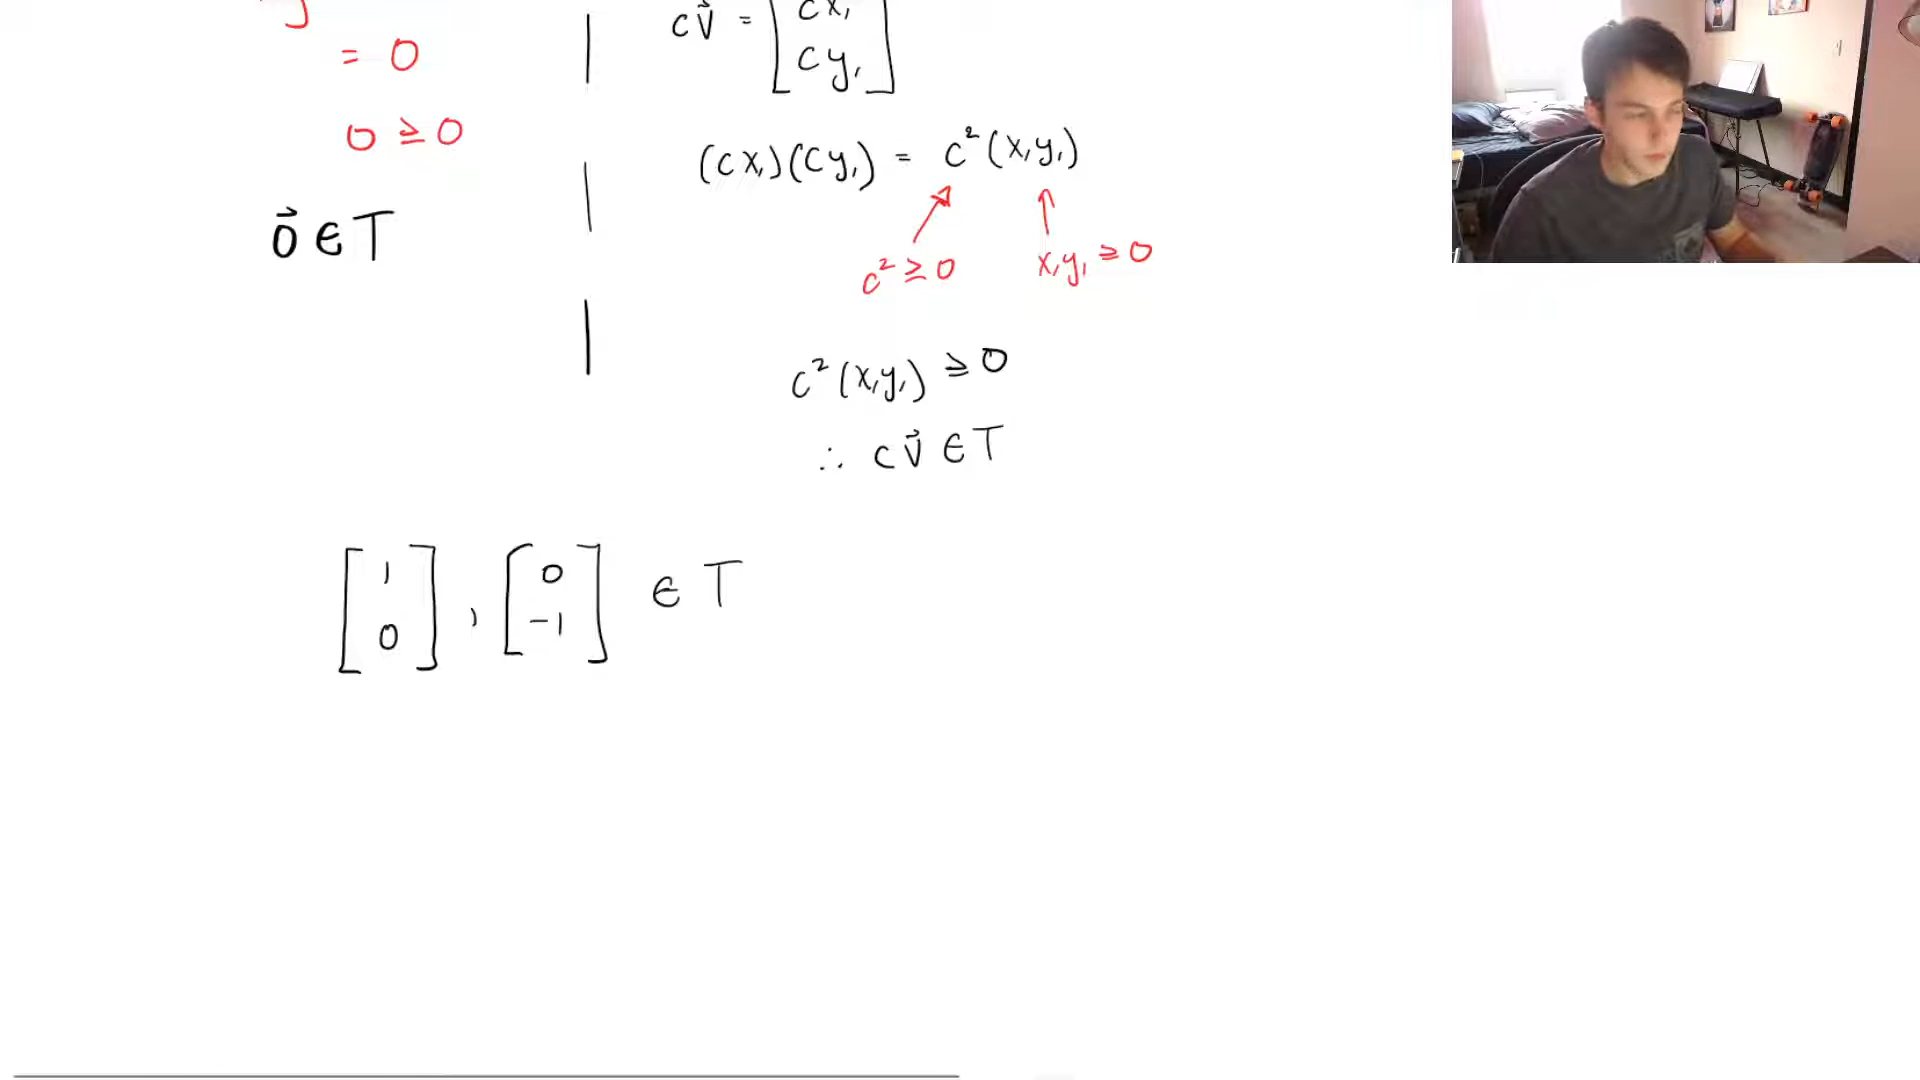 = 0
0 ≥ 0
0⃗ ∈ T
cv⃗ = [cx₁
cy₁]
(cx₁)(cy₁) = c²(x₁y₁)
c² ≥ 0
x₁y₁ ≥ 0
c²(x₁y₁) ≥ 0
∴ cv⃗ ∈ T
[1 0], [0 -1] ∈ T